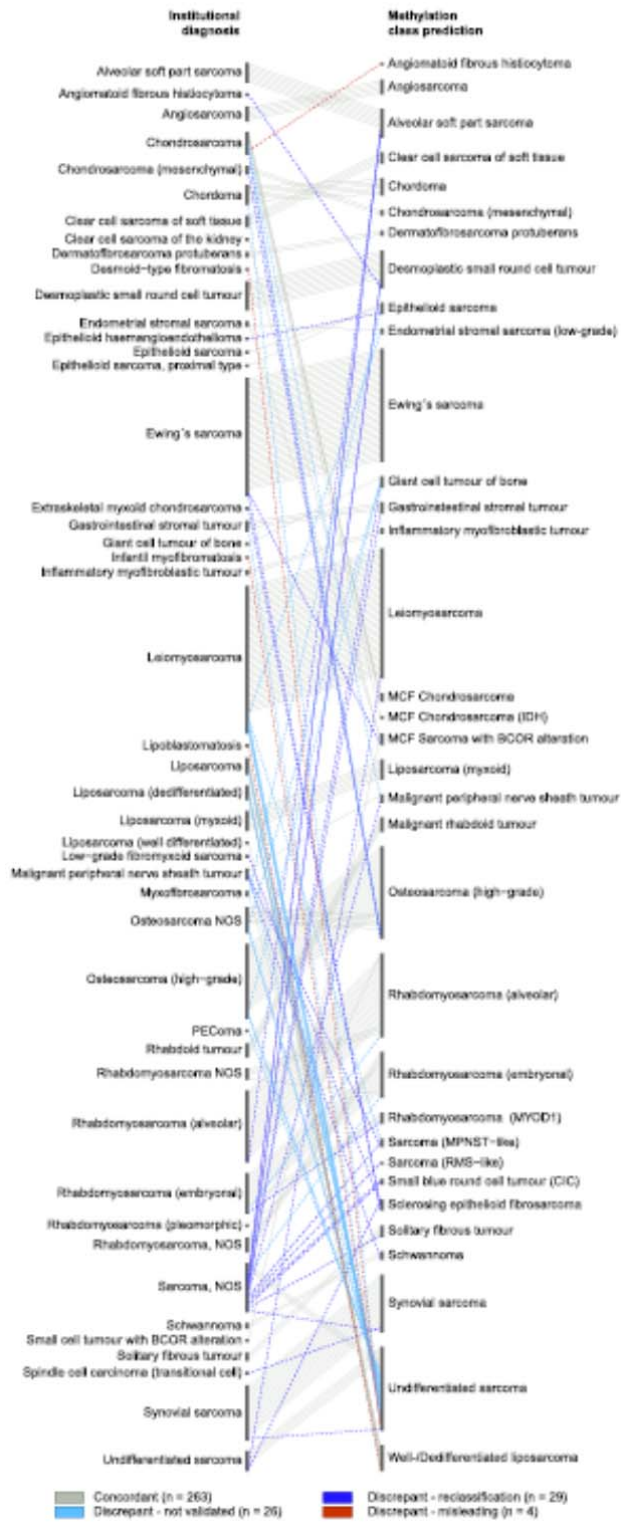 Institutional
diagnosis
Methylation
class prediction
Alveolar soft part sarcoma
Angiomatoid fibrous histiocytoma
Angiosarcoma
Chondrosarcoma
Chondrosarcoma (mesenchymal)
Chordoma
Clear cell sarcoma of soft tissue
Clear cell sarcoma of the kidney
Dermatofibrosarcoma protuberans
Desmoid-type fibromatosis
Desmoplastic small round cell tumour
Endometrial stromal sarcoma
Epithelioid haemangioendothelioma
Epithelioid sarcoma
Epithelioid sarcoma, proximal type
Ewing's sarcoma
Extraskeletal myxoid chondrosarcoma
Gastrointestinal stromal tumour
Giant cell tumour of bone
Infantil myofibromatosis
Inflammatory myofibroblastic tumour
Leiomyosarcoma
Lipoblastomatosis
Liposarcoma
Liposarcoma (dedifferentiated)
Liposarcoma (myxoid)
Liposarcoma (well differentiated)
Low-grade fibromyxoid sarcoma
Malignant peripheral nerve sheath tumour
Myxofibrosarcoma
Osteosarcoma NOS
Osteosarcoma (high-grade)
PEComa
Rhabdoid tumour
Rhabdomyosarcoma NOS
Rhabdomyosarcoma (alveolar)
Rhabdomyosarcoma (embryonal)
Rhabdomyosarcoma (pleomorphic)
Rhabdomyosarcoma, NOS
Sarcoma, NOS
Schwannoma
Small cell tumour with BCOR alteration
Solitary fibrous tumour
Spindle cell carcinoma (transitional cell)
Synovial sarcoma
Undifferentiated sarcoma
Angiomatoid fibrous histiocytoma
Angiosarcoma
Alveolar soft part sarcoma
Clear cell sarcoma of soft tissue
Chordoma
Chondrosarcoma (mesenchymal)
Dermatofibrosarcoma protuberans
Desmoplastic small round cell tumour
Epithelioid sarcoma
Endometrial stromal sarcoma (low-grade)
Ewing's sarcoma
Giant cell tumour of bone
Gastrointestinal stromal tumour
Inflammatory myofibroblastic tumour
Leiomyosarcoma
MCF Chondrosarcoma
MCF Chondrosarcoma (IDH)
MCF Sarcoma with BCOR alteration
Liposarcoma (myxoid)
Malignant peripheral nerve sheath tumour
Malignant rhabdoid tumour
Osteosarcoma (high-grade)
Rhabdomyosarcoma (alveolar)
Rhabdomyosarcoma (embryonal)
Rhabdomyosarcoma (MYOD1)
Sarcoma (MPNST-like)
Sarcoma (RMS-like)
Small blue round cell tumour (CIC)
Sclerosing epithelioid fibrosarcoma
Solitary fibrous tumour
Schwannoma
Synovial sarcoma
Undifferentiated sarcoma
Well-/Dedifferentiated liposarcoma
Concordant (n = 263)
Discrepant - not validated (n = 26)
Discrepant - reclassification (n = 29)
Discrepant - misleading (n = 4)